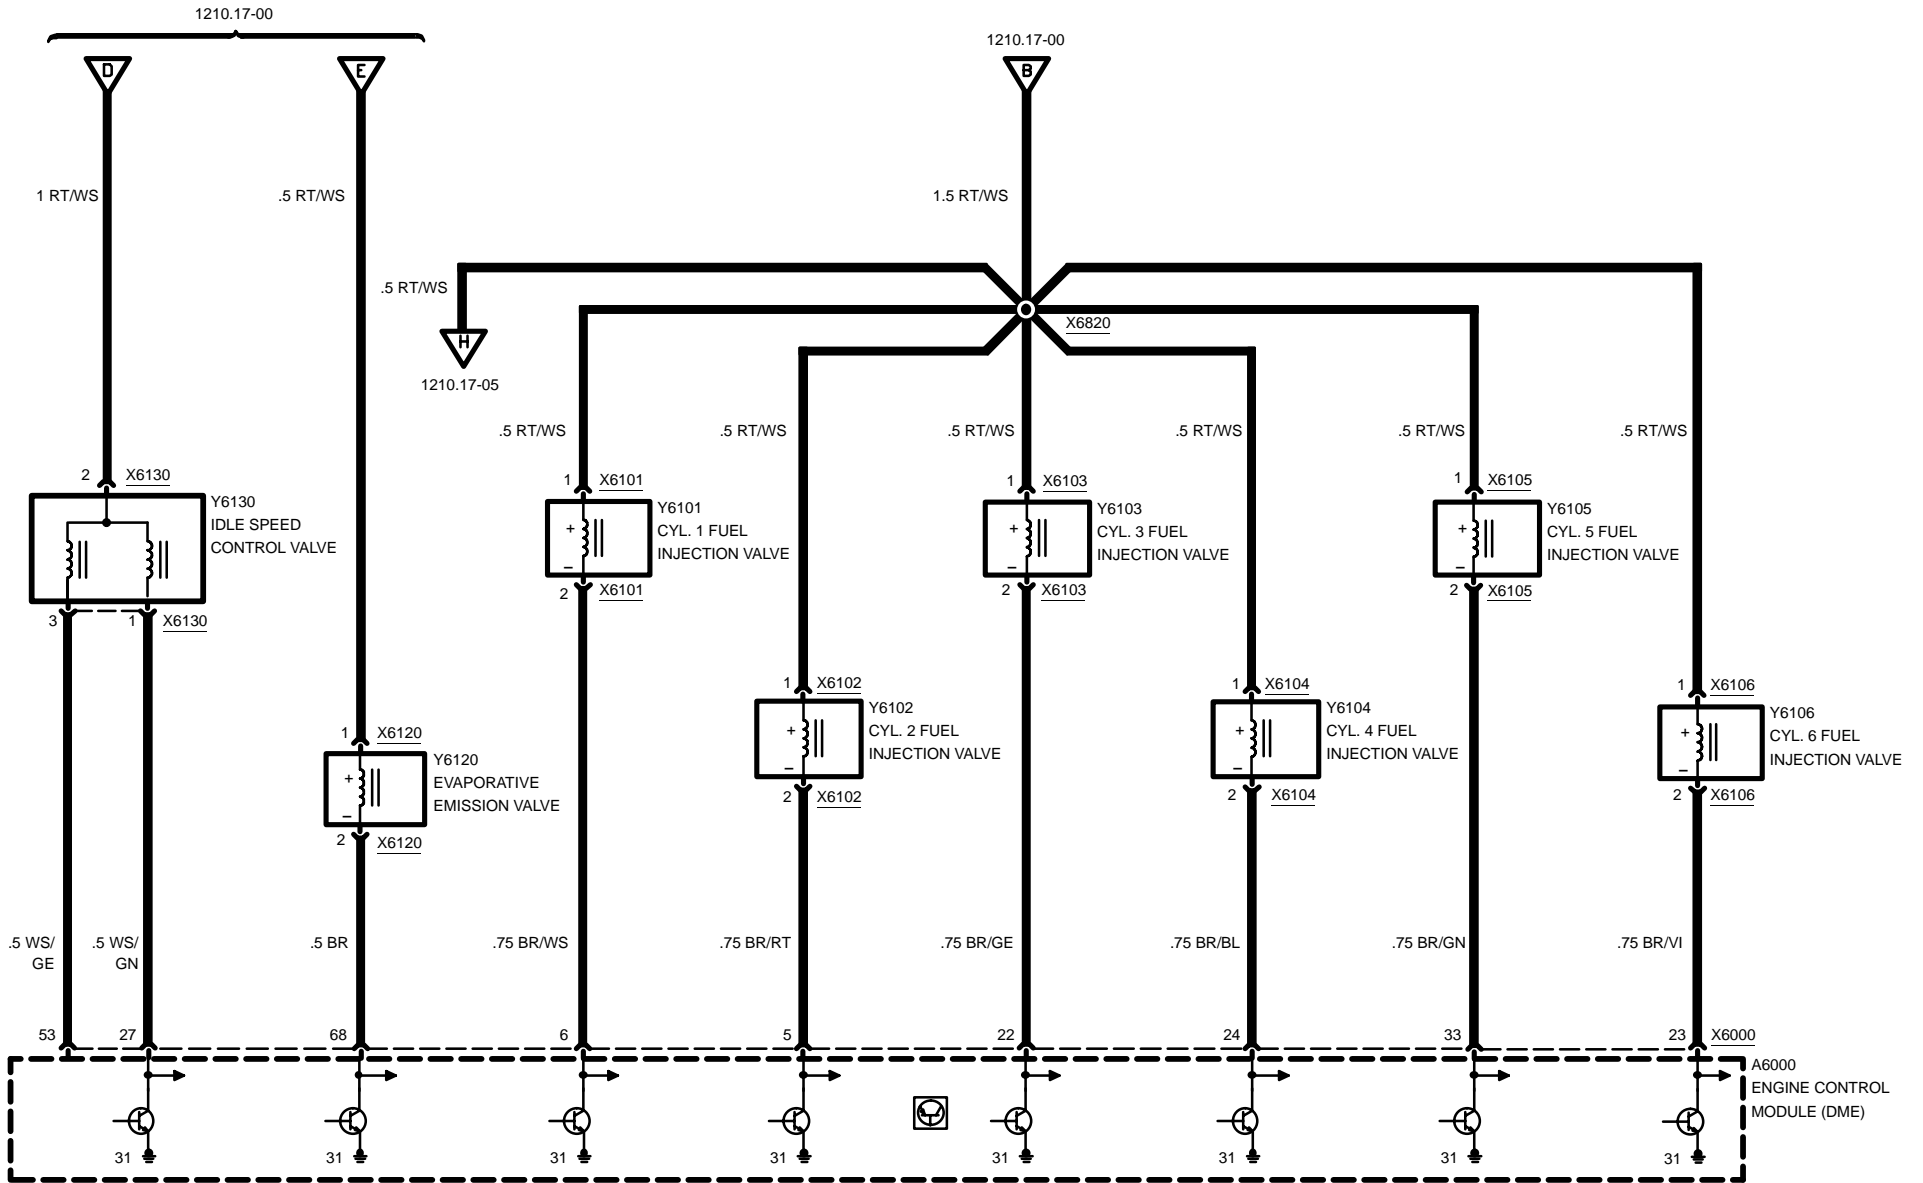 1210.17-00
1210.17-00
D
E
B
1 RT/WS
.5 RT/WS
1.5 RT/WS
.5 RT/WS
H
1210.17-05
X6820
.5 RT/WS
.5 RT/WS
.5 RT/WS
.5 RT/WS
.5 RT/WS
.5 RT/WS
2 X6130
Y6130
IDLE SPEED
CONTROL VALVE
3
1 X6130
1 X6101
+
–
Y6101
CYL. 1 FUEL
INJECTION VALVE
2 X6101
1 X6103
+
–
Y6103
CYL. 3 FUEL
INJECTION VALVE
2 X6103
1 X6105
+
–
Y6105
CYL. 5 FUEL
INJECTION VALVE
2 X6105
1 X6102
+
–
Y6102
CYL. 2 FUEL
INJECTION VALVE
2 X6102
1 X6104
+
–
Y6104
CYL. 4 FUEL
INJECTION VALVE
2 X6104
1 X6106
+
–
Y6106
CYL. 6 FUEL
INJECTION VALVE
2 X6106
1 X6120
+
–
Y6120
EVAPORATIVE
EMISSION VALVE
2 X6120
.5 WS/
GE
.5 WS/
GN
.5 BR
.75 BR/WS
.75 BR/RT
.75 BR/GE
.75 BR/BL
.75 BR/GN
.75 BR/VI
53
27
68
6
5
22
24
33
23 X6000
A6000
ENGINE CONTROL
MODULE (DME)
31
31
31
31
31
31
31
31